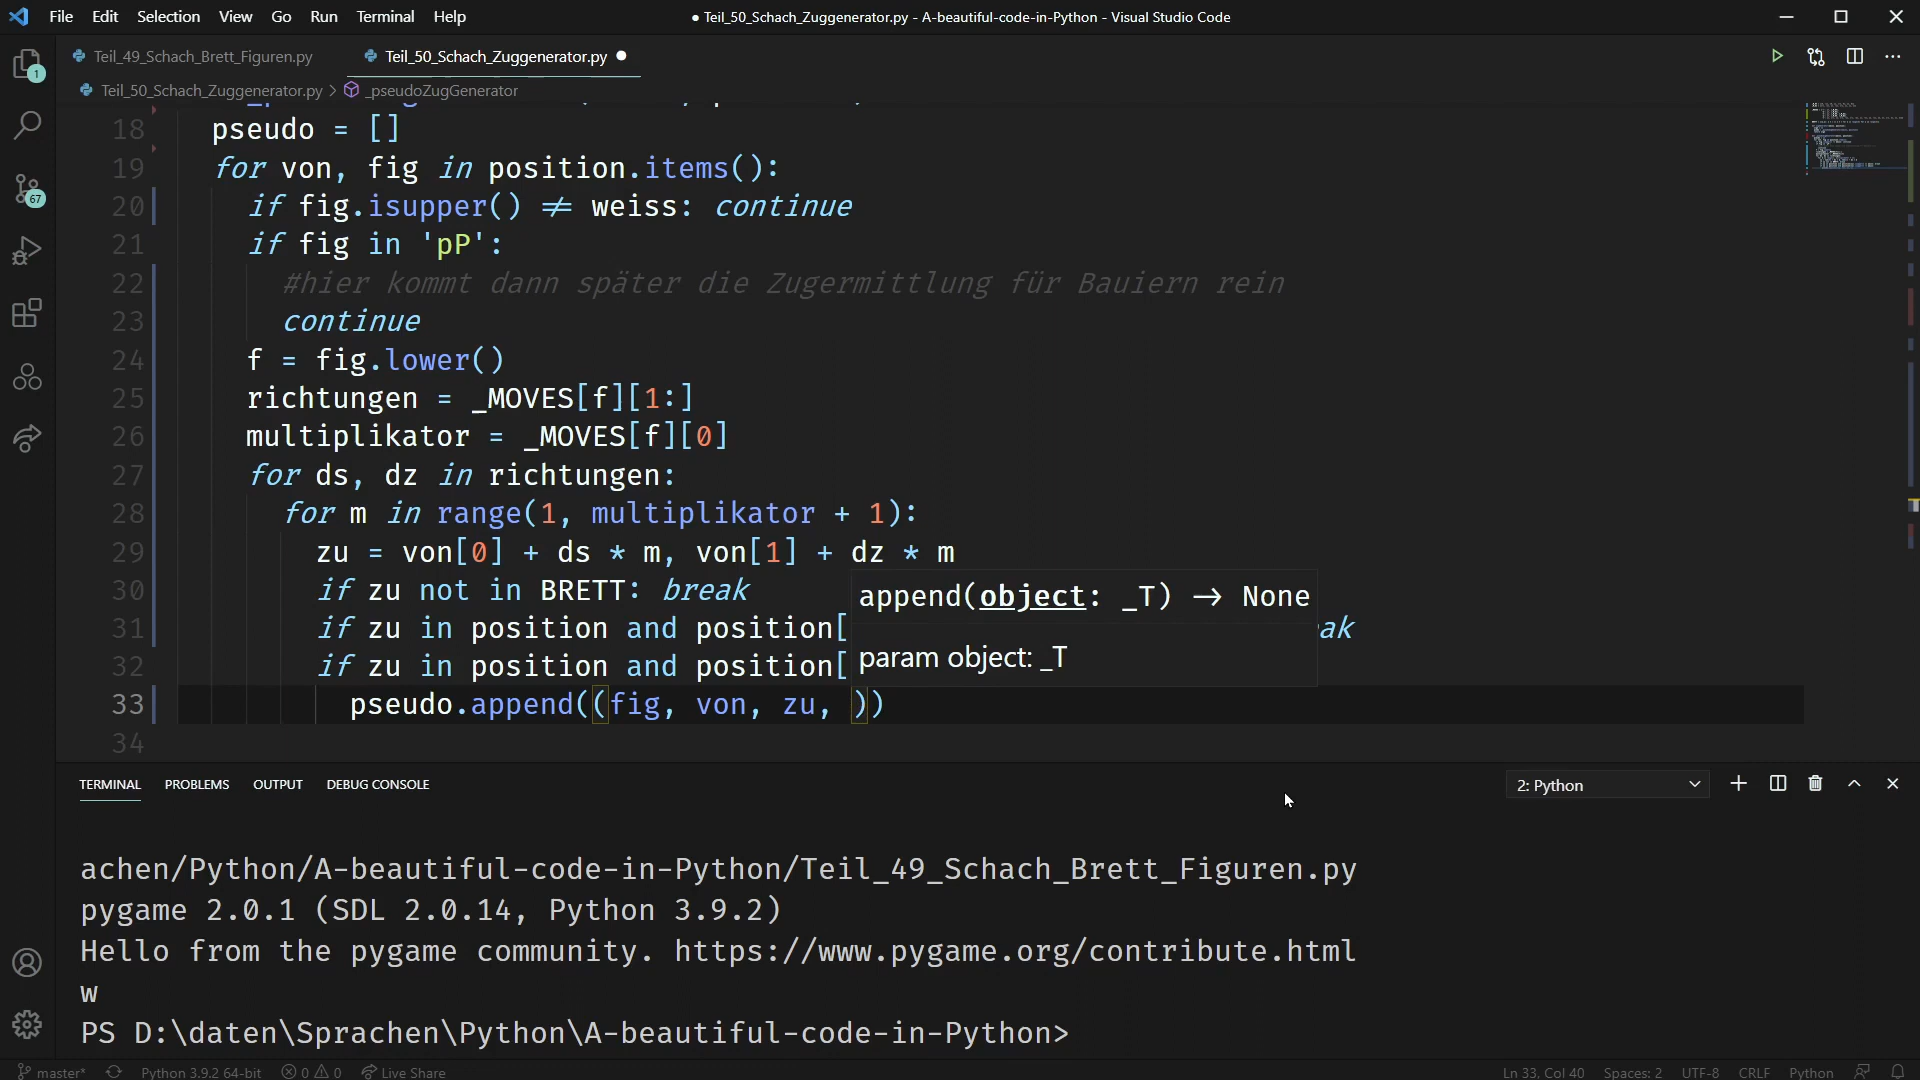 File Edit Selection View Go Run Terminal Help
● Teil_50_Schach_Zuggenerator.py - A-beautiful-code-in-Python - Visual Studio Code
Teil_49_Schach_Brett_Figuren.py
Teil_50_Schach_Zuggenerator.py
Teil_50_Schach_Zuggenerator.py > _pseudoZugGenerator
1
67
18 pseudo = []
19 for von, fig in position.items():
20 if fig.isupper() ≠ weiss: continue
21 if fig in 'pP':
22 #hier kommt dann später die Zugermittlung für Bauiern rein
23 continue
24 f = fig.lower()
25 richtungen = _MOVES[f][1:]
26 multiplikator = _MOVES[f][0]
27 for ds, dz in richtungen:
28 for m in range(1, multiplikator + 1):
29 zu = von[0] + ds * m, von[1] + dz * m
30 if zu not in BRETT: break
31 if zu in position and position[
32 if zu in position and position[
33 pseudo.append((fig, von, zu, ))
34
append(object: _T) → None
param object: _T
TERMINAL PROBLEMS OUTPUT DEBUG CONSOLE
2: Python
achen/Python/A-beautiful-code-in-Python/Teil_49_Schach_Brett_Figuren.py
pygame 2.0.1 (SDL 2.0.14, Python 3.9.2)
Hello from the pygame community. https://www.pygame.org/contribute.html
w
PS D:\daten\Sprachen\Python\A-beautiful-code-in-Python>
master* Python 3.9.2 64-bit 0 0 Live Share
Ln 33, Col 40 Spaces: 2 UTF-8 CRLF Python